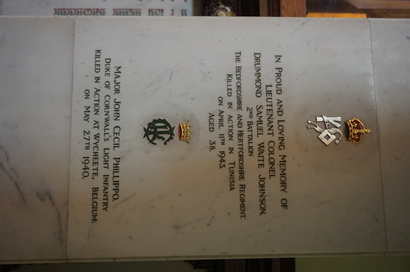 IN PROUD AND LOVING MEMORY OF
LIEUTENANT COLONEL
DRUMMOND SAMUEL WAITE JOHNSON.
2ND BATTALION
THE BEDFORDSHIRE AND HERTFORDSHIRE REGIMENT.
KILLED IN ACTION IN TUNISIA
ON APRIL 11TH 1943
AGED 38.
MAJOR JOHN CECIL PHILLIPPO.
DUKE OF CORNWALL'S LIGHT INFANTRY
KILLED IN ACTION AT WYCHEETE, BELGIUM;
ON MAY 27TH 1940.